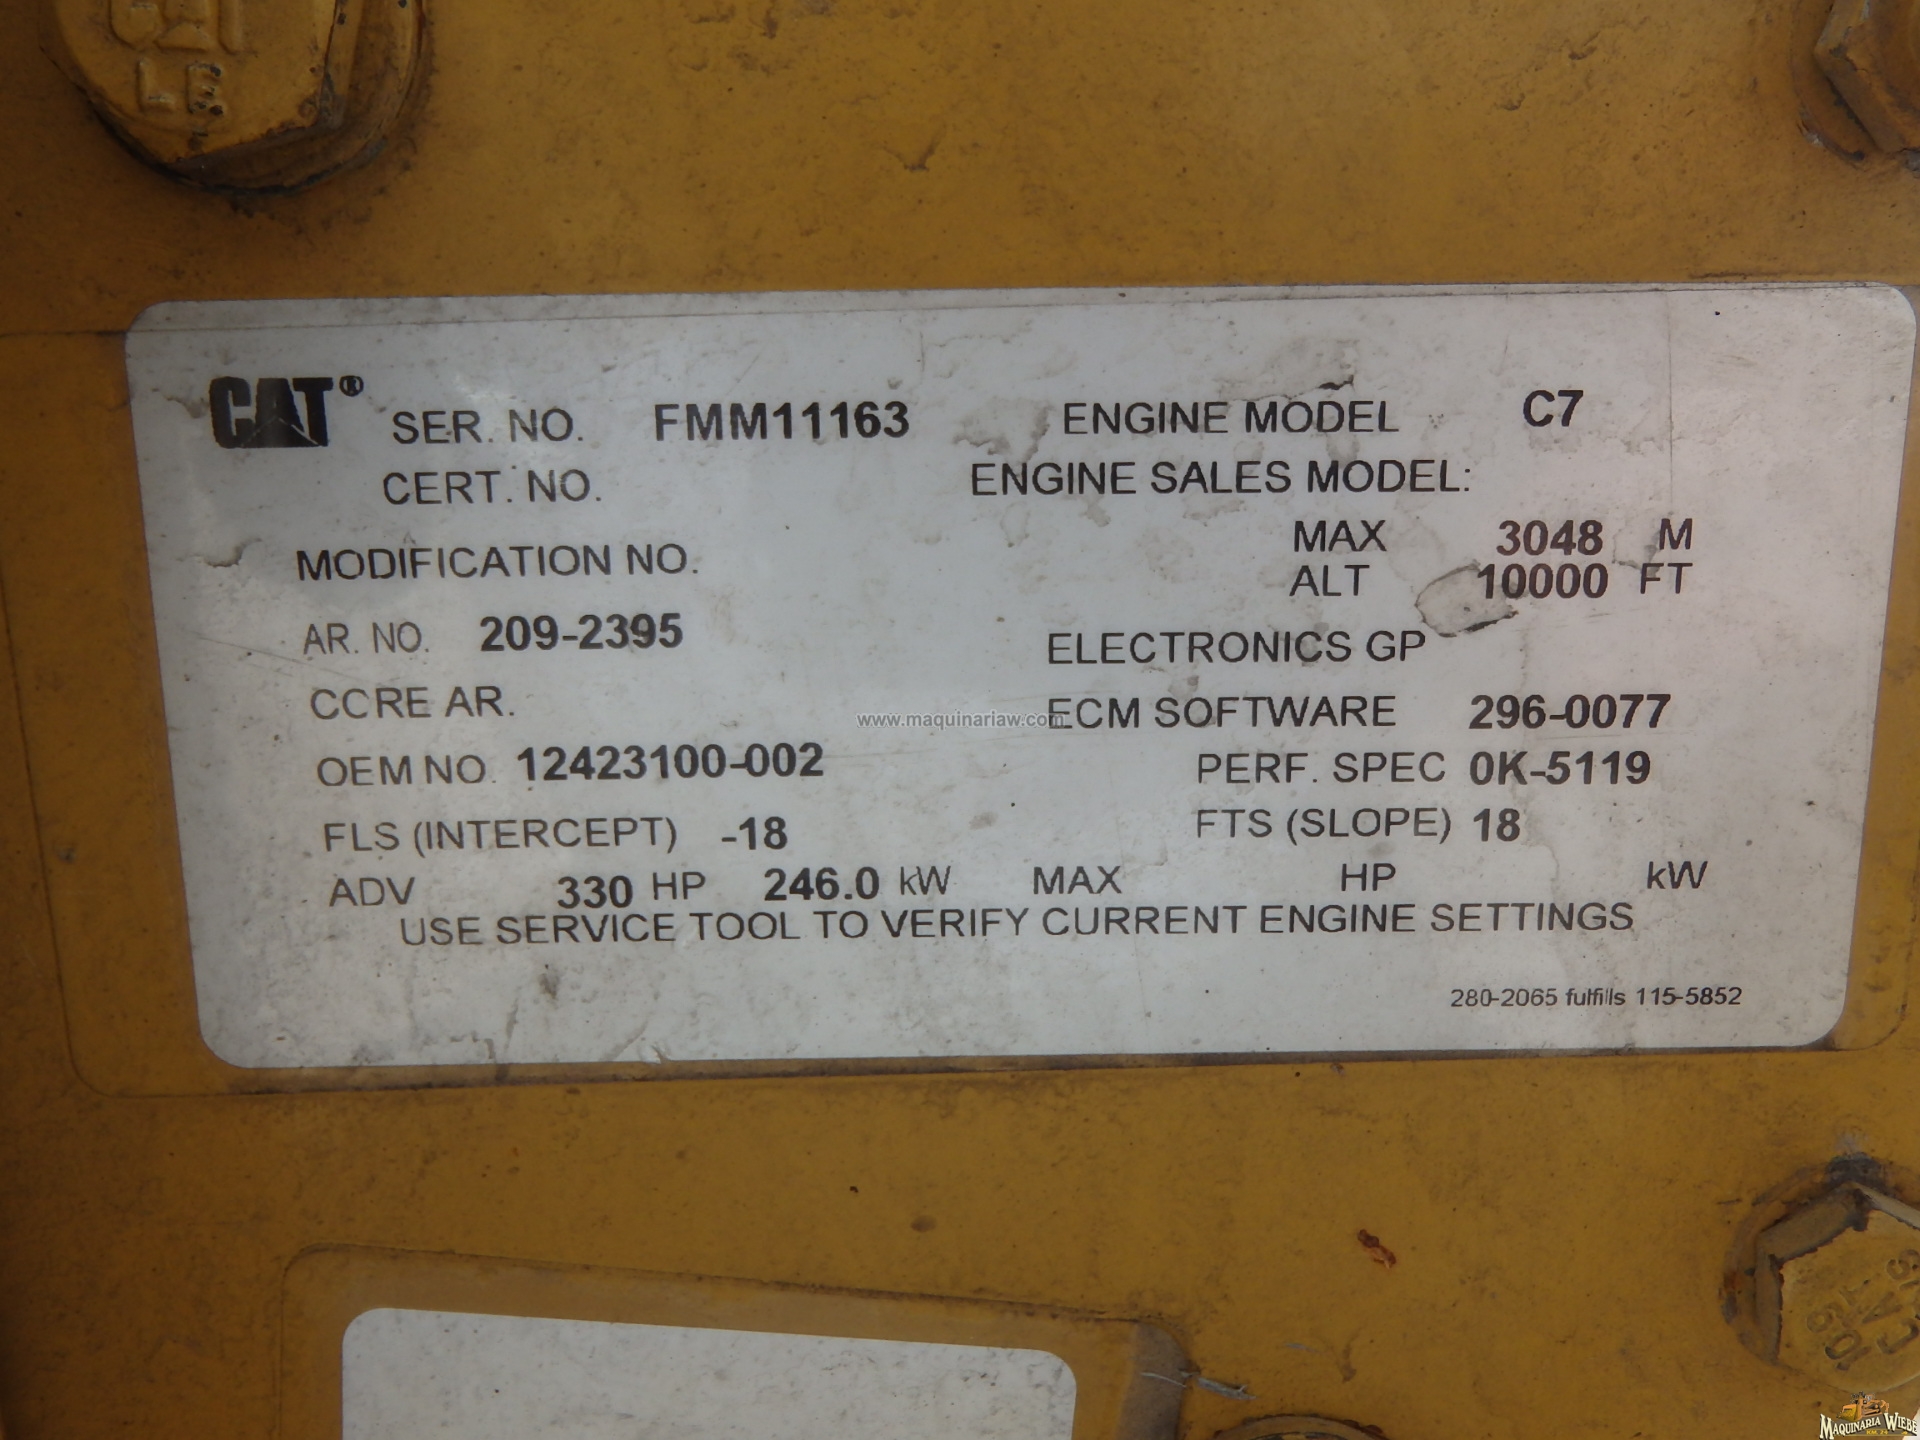 CAT® SER. NO. FMM11163 ENGINE MODEL C7
CERT. NO. ENGINE SALES MODEL:
MODIFICATION NO. MAX 3048 M
ALT 10000 FT
AR. NO. 209-2395 ELECTRONICS GP
CCRE AR. ECM SOFTWARE 296-0077
www.maquinariaw.com
OEM NO. 12423100-002 PERF. SPEC 0K-5119
FLS (INTERCEPT) -18 FTS (SLOPE) 18
ADV 330 HP 246.0 kW MAX HP kW
USE SERVICE TOOL TO VERIFY CURRENT ENGINE SETTINGS
280-2065 fulfills 115-5852
MAQUINARIA WIEBE